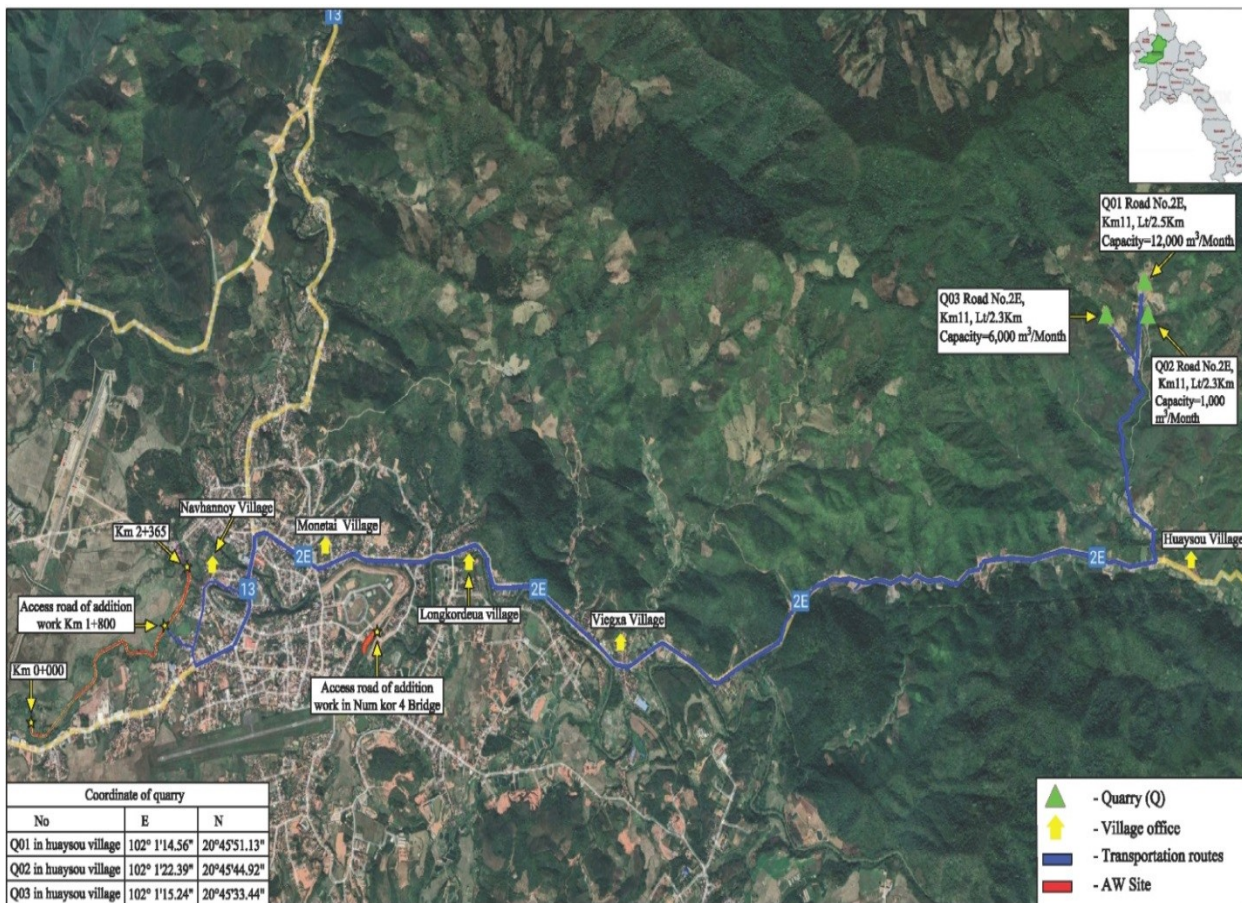 13
Q01 Road No.2E,
Km11, Lt/2.5Km
Capacity=12,000 m³/Month
Q03 Road No.2E,
Km11, Lt/2.3Km
Capacity=6,000 m³/Month
Q02 Road No.2E,
Km11, Lt/2.3Km
Capacity=1,000
m³/Month
Navhannoy Village
Km 2+365
Monetai Village
2E
Huaysou Village
2E
13
2E
Longkordeua village
2E
Access road of addition
work Km 1+800
Viegxa Village
Km 0+000
Access road of addition
work in Num kor 4 Bridge
Coordinate of quarry
No E N
Q01 in huaysou village 102° 1'14.56" 20°45'51.13"
Q02 in huaysou village 102° 1'22.39" 20°45'44.92"
Q03 in huaysou village 102° 1'15.24" 20°45'33.44"
- Quarry (Q)
- Village office
- Transportation routes
- AW Site